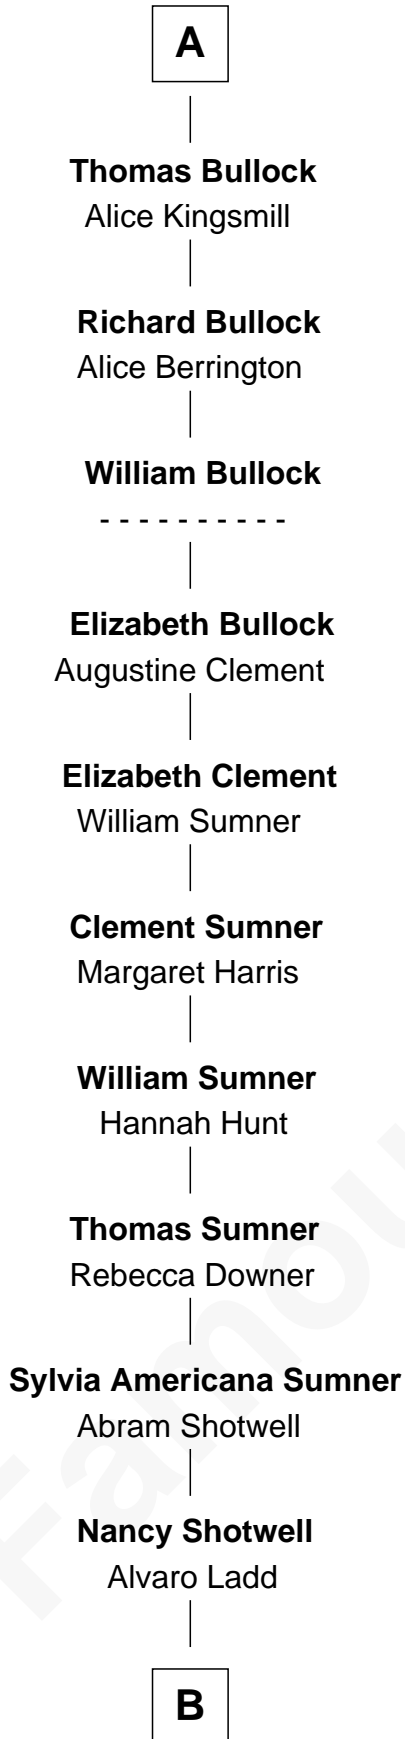 A
Thomas Bullock
Alice Kingsmill
Richard Bullock
Alice Berrington
William Bullock
- - - - - - - - - -
Elizabeth Bullock
Augustine Clement
Elizabeth Clement
William Sumner
Clement Sumner
Margaret Harris
William Sumner
Hannah Hunt
Thomas Sumner
Rebecca Downer
Sylvia Americana Sumner
Abram Shotwell
Nancy Shotwell
Alvaro Ladd
B